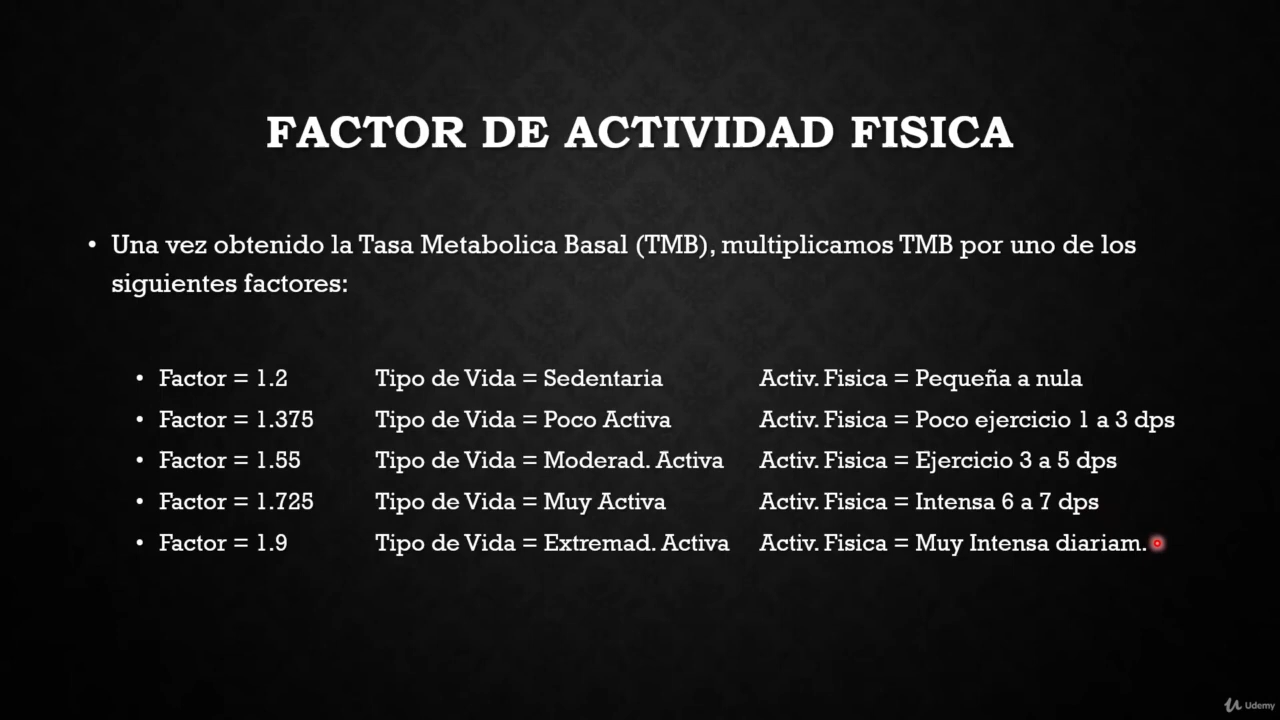 FACTOR DE ACTIVIDAD FISICA
• Una vez obtenido la Tasa Metabolica Basal (TMB), multiplicamos TMB por uno de los
siguientes factores:
• Factor = 1.2 Tipo de Vida = Sedentaria Activ. Fisica = Pequeña a nula
• Factor = 1.375 Tipo de Vida = Poco Activa Activ. Fisica = Poco ejercicio 1 a 3 dps
• Factor = 1.55 Tipo de Vida = Moderad. Activa Activ. Fisica = Ejercicio 3 a 5 dps
• Factor = 1.725 Tipo de Vida = Muy Activa Activ. Fisica = Intensa 6 a 7 dps
• Factor = 1.9 Tipo de Vida = Extremad. Activa Activ. Fisica = Muy Intensa diariam.
Udemy